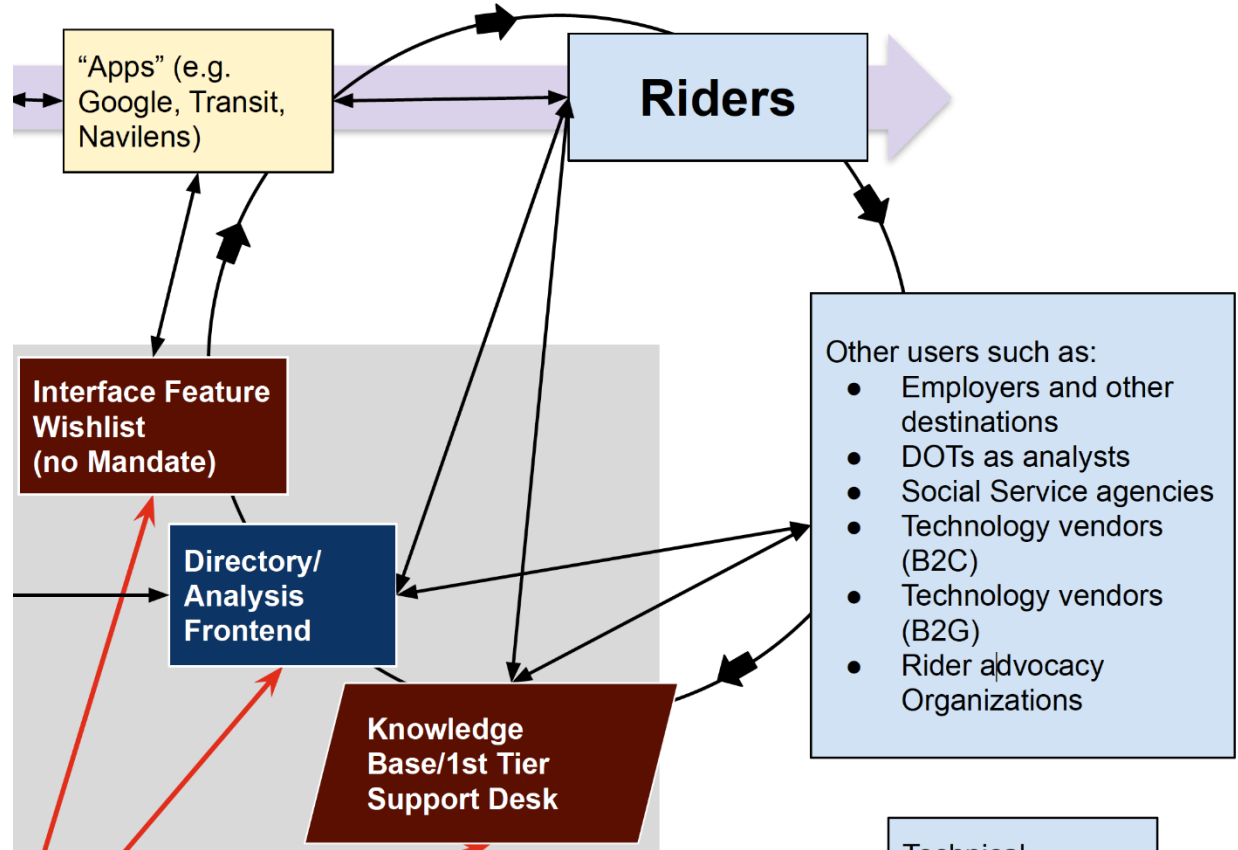 “Apps” (e.g.
Google, Transit,
Navilens)
Riders
Other users such as:
● Employers and other
destinations
● DOTs as analysts
● Social Service agencies
● Technology vendors
(B2C)
● Technology vendors
(B2G)
● Rider advocacy
Organizations
Interface Feature
Wishlist
(no Mandate)
Directory/
Analysis
Frontend
Knowledge
Base/1st Tier
Support Desk
Technical